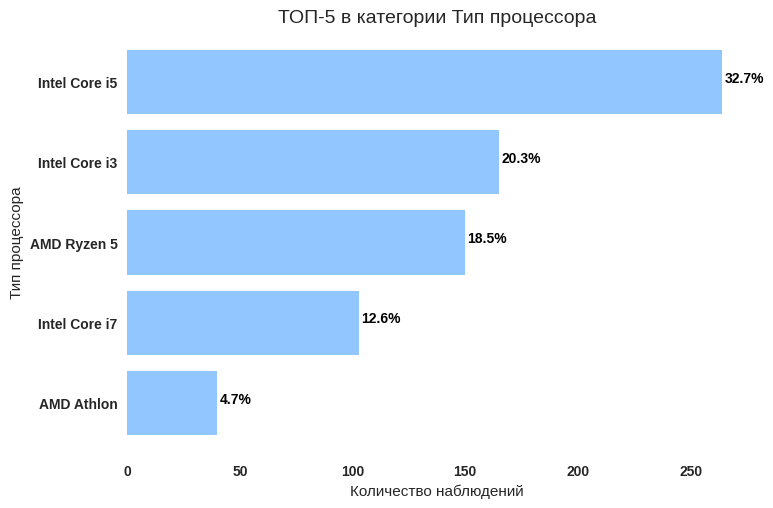 ТОП-5 в категории Тип процессора
Intel Core i5
32.7%
Intel Core i3
20.3%
AMD Ryzen 5
18.5%
Intel Core i7
12.6%
AMD Athlon
4.7%
Тип процессора
0 50 100 150 200 250
Количество наблюдений